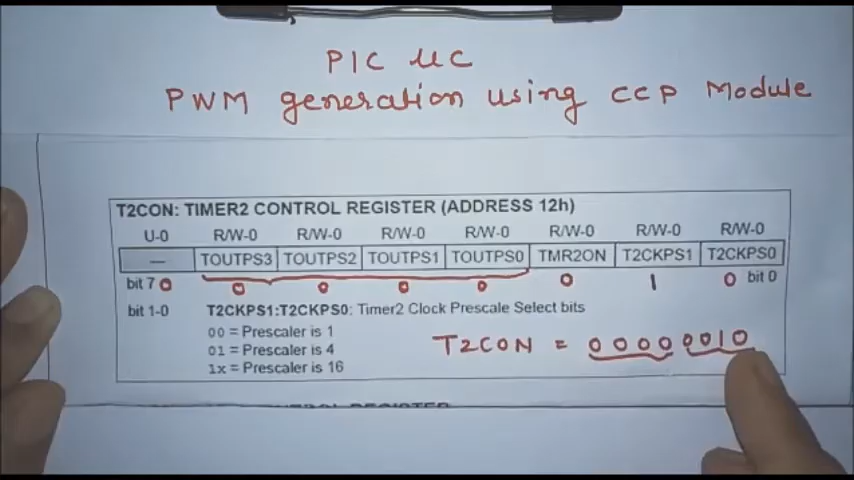 PIC µC
PWM generation using CCP Module
T2CON: TIMER2 CONTROL REGISTER (ADDRESS 12h)
U-0 R/W-0 R/W-0 R/W-0 R/W-0 R/W-0 R/W-0 R/W-0
— TOUTPS3 TOUTPS2 TOUTPS1 TOUTPS0 TMR2ON T2CKPS1 T2CKPS0
bit 7 0 0 0 0 0 0 1 0 bit 0
bit 1-0 T2CKPS1:T2CKPS0: Timer2 Clock Prescale Select bits
00 = Prescaler is 1
01 = Prescaler is 4
1x = Prescaler is 16
T2CON = 0000 0010